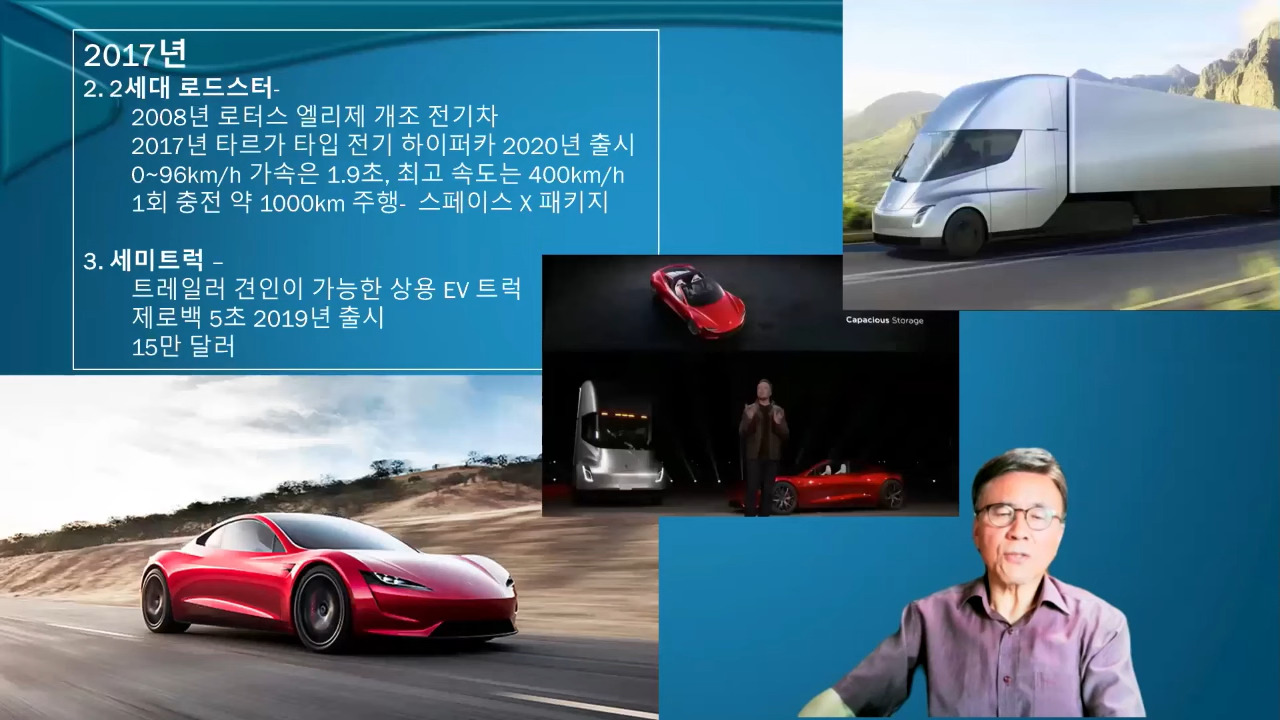 2017년
2. 2세대 로드스터-
2008년 로터스 엘리제 개조 전기차
2017년 타르가 타입 전기 하이퍼카 2020년 출시
0~96km/h 가속은 1.9초, 최고 속도는 400km/h
1회 충전 약 1000km 주행- 스페이스 X 패키지
3. 세미트럭 –
트레일러 견인이 가능한 상용 EV 트럭
제로백 5초 2019년 출시
15만 달러
Capacious Storage